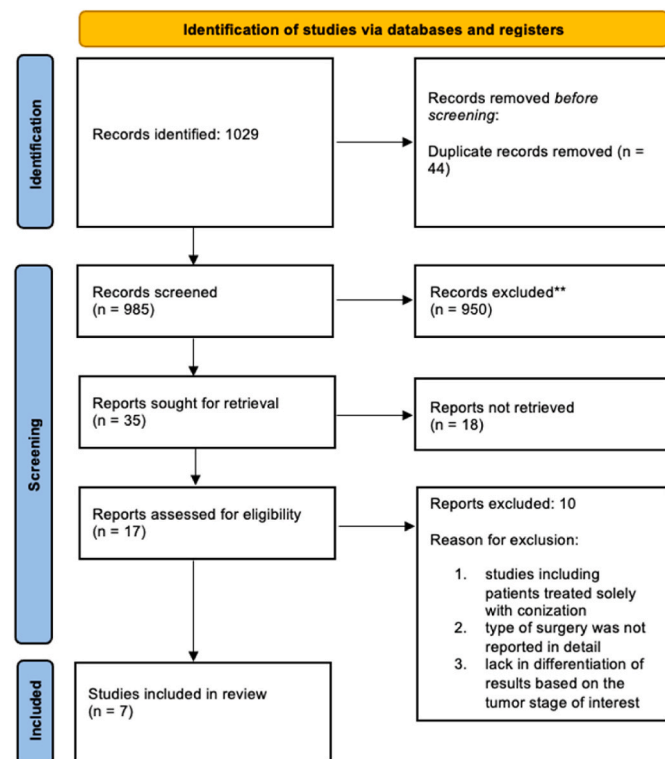 Identification of studies via databases and registers
Identification
Records identified: 1029
Records removed before
screening:
Duplicate records removed (n =
44)
Screening
Records screened
(n = 985)
Records excluded**
(n = 950)
Reports sought for retrieval
(n = 35)
Reports not retrieved
(n = 18)
Reports assessed for eligibility
(n = 17)
Reports excluded: 10
Reason for exclusion:
1. studies including
patients treated solely
with conization
2. type of surgery was not
reported in detail
3. lack in differentiation of
results based on the
tumor stage of interest
Included
Studies included in review
(n = 7)